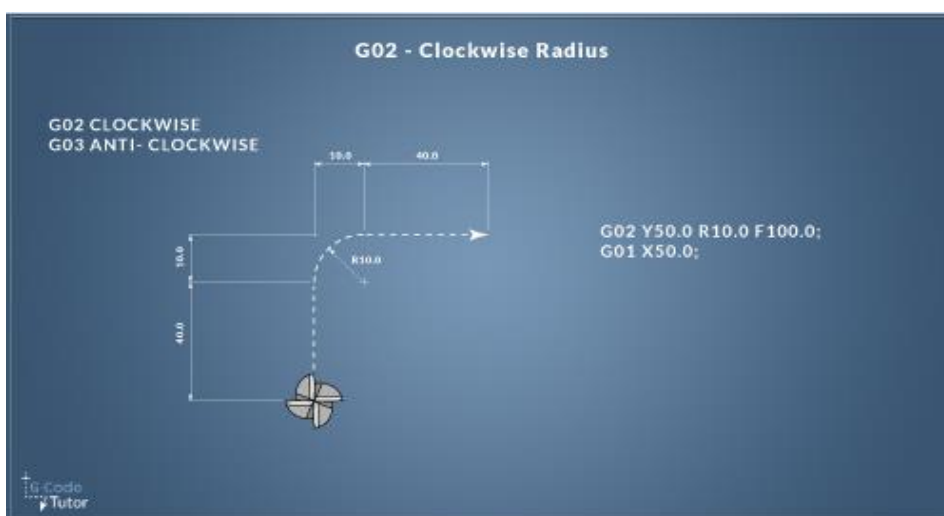 G02 - Clockwise Radius
G02 CLOCKWISE
G03 ANTI- CLOCKWISE
10.0
40.0
G02 Y50.0 R10.0 F100.0;
G01 X50.0;
10.0
R10.0
40.0
G-Code
Tutor